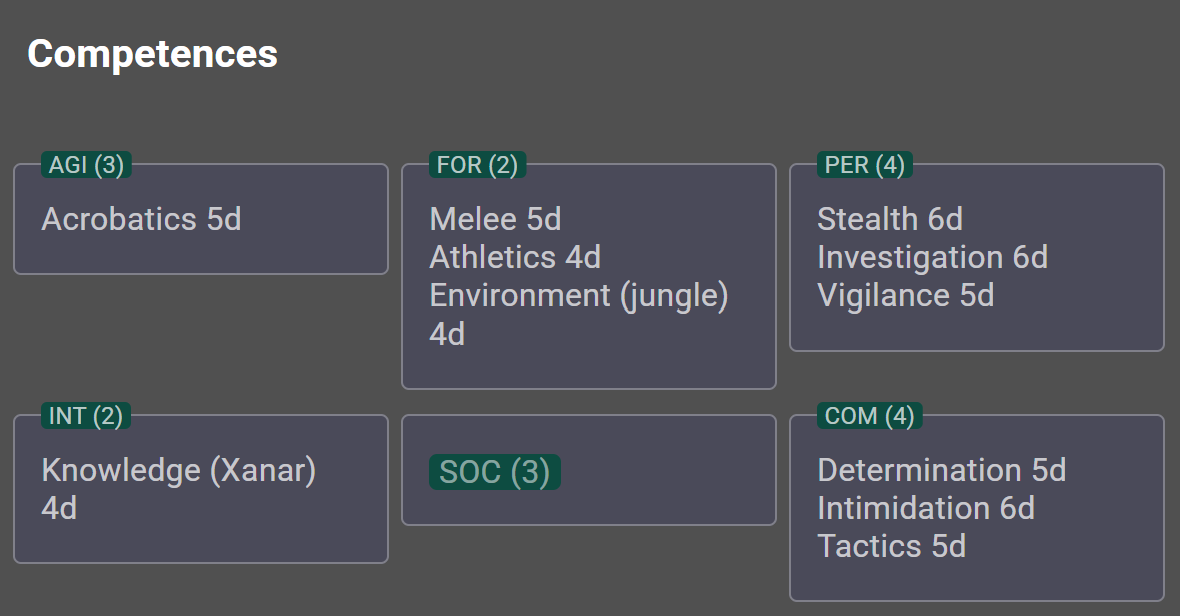 Competences
AGI (3)
Acrobatics 5d
FOR (2)
Melee 5d
Athletics 4d
Environment (jungle)
4d
PER (4)
Stealth 6d
Investigation 6d
Vigilance 5d
INT (2)
Knowledge (Xanar)
4d
SOC (3)
COM (4)
Determination 5d
Intimidation 6d
Tactics 5d